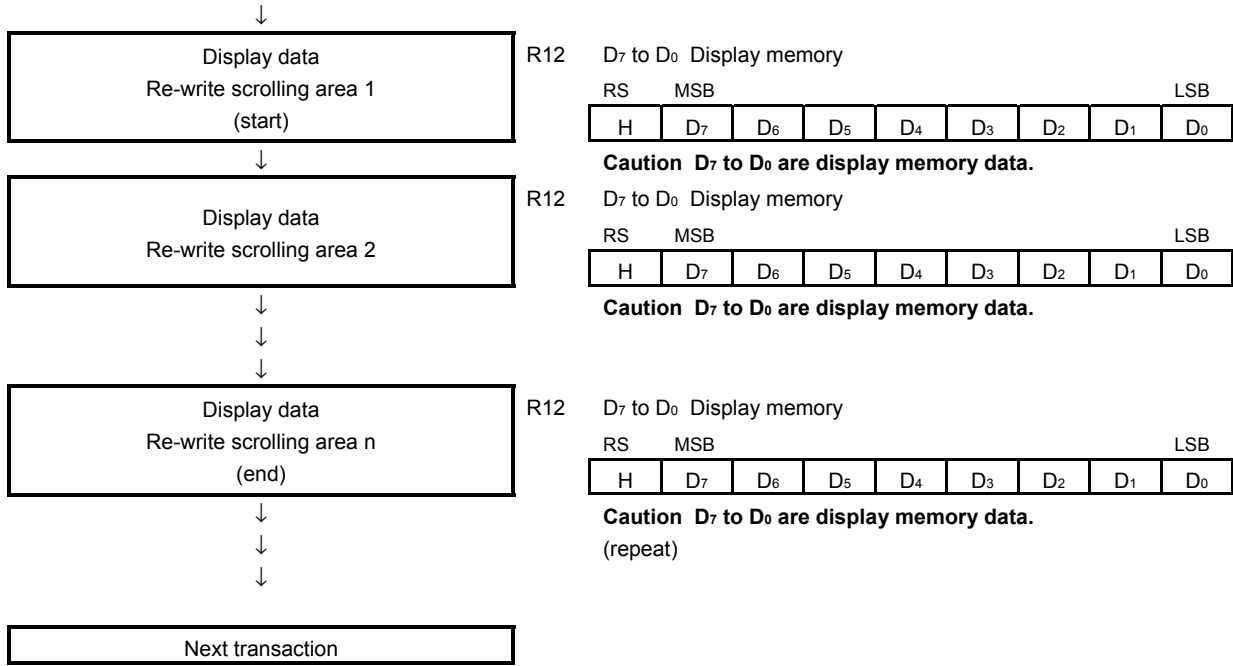 ↓
Display data
Re-write scrolling area 1
(start)
R12 D7 to D0 Display memory
RS MSB LSB
H D7 D6 D5 D4 D3 D2 D1 D0
Caution D7 to D0 are display memory data.
↓
Display data
Re-write scrolling area 2
R12 D7 to D0 Display memory
RS MSB LSB
H D7 D6 D5 D4 D3 D2 D1 D0
Caution D7 to D0 are display memory data.
↓
↓
↓
Display data
Re-write scrolling area n
(end)
R12 D7 to D0 Display memory
RS MSB LSB
H D7 D6 D5 D4 D3 D2 D1 D0
Caution D7 to D0 are display memory data.
(repeat)
↓
↓
↓
Next transaction